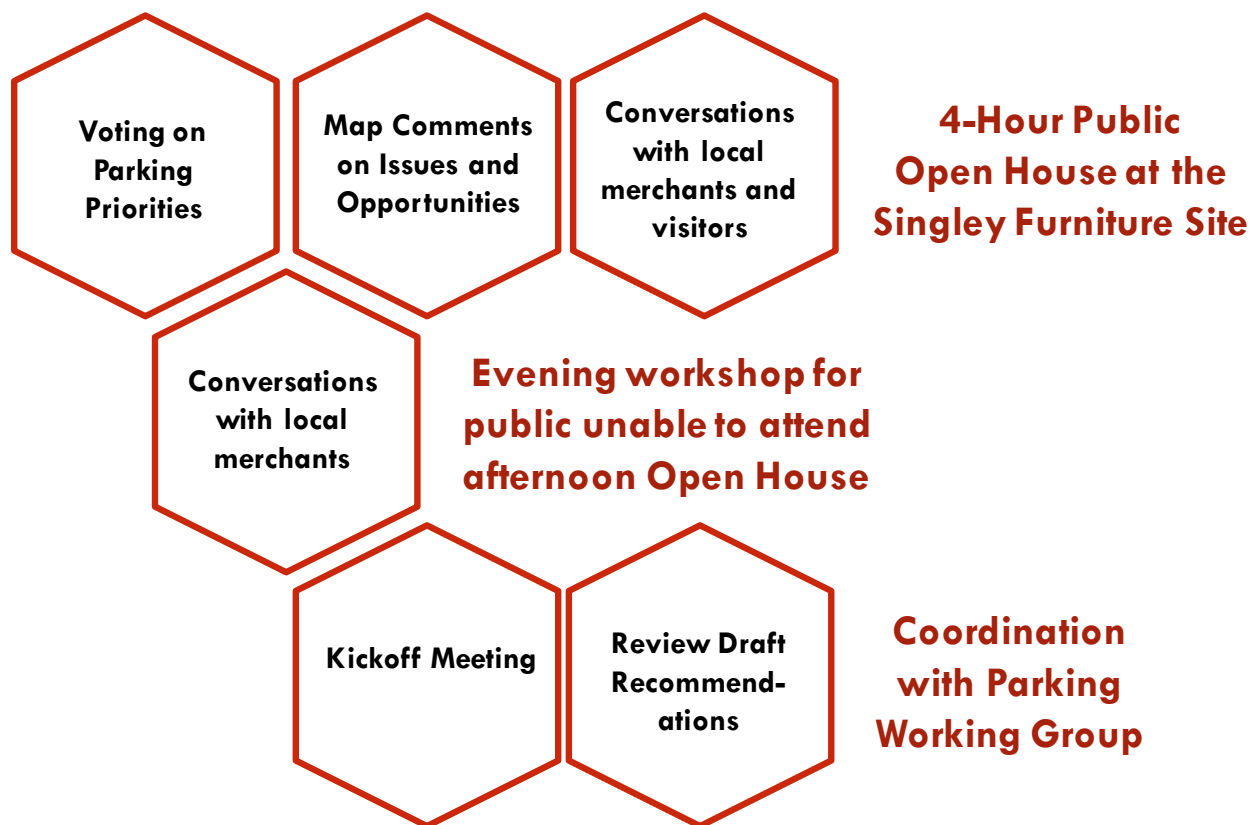 Voting on
Parking
Priorities
Map Comments
on Issues and
Opportunities
Conversations
with local
merchants and
visitors
4-Hour Public
Open House at the
Singley Furniture Site
Conversations
with local
merchants
Evening workshop for
public unable to attend
afternoon Open House
Kickoff Meeting
Review Draft
Recommend-
ations
Coordination
with Parking
Working Group